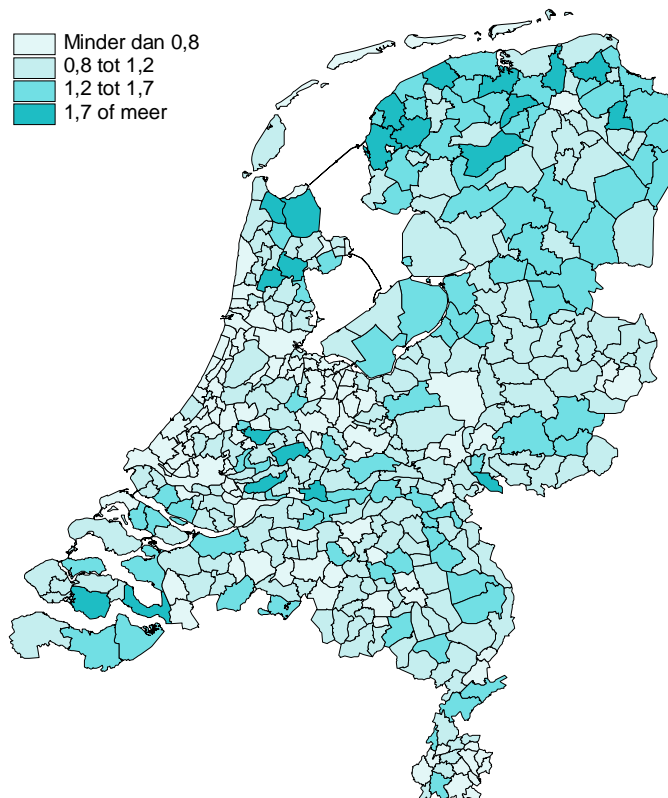 Minder dan 0,8
0,8 tot 1,2
1,2 tot 1,7
1,7 of meer